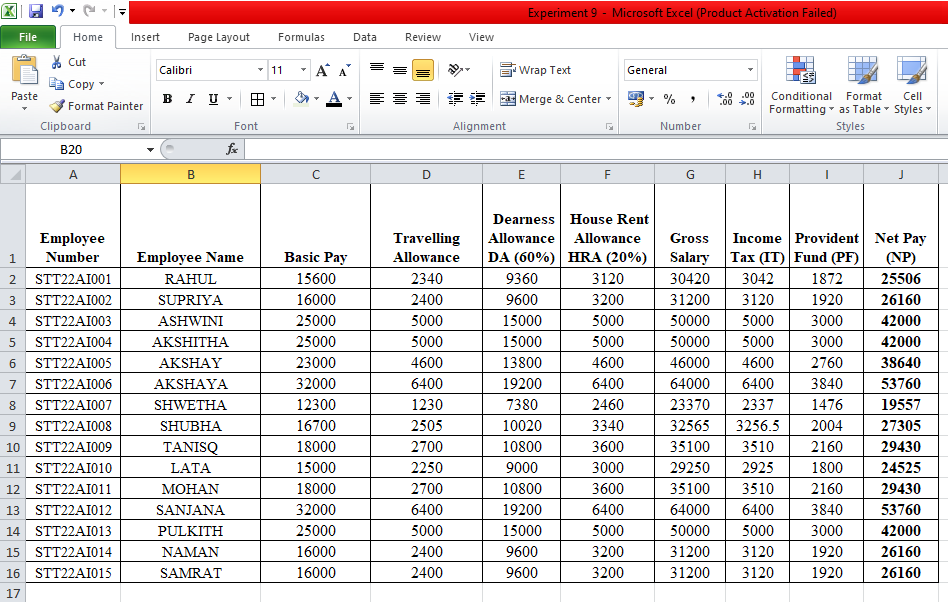 Experiment 9 - Microsoft Excel (Product Activation Failed)
File Home Insert Page Layout Formulas Data Review View
Paste
Cut
Copy
Format Painter
Clipboard
Calibri 11 A A
B I U A
Font
Wrap Text
Merge & Center
Alignment
General
% , .0 .00 .00 .0
Number
Conditional Formatting
Format as Table
Cell Styles
Styles
B20 fx
A B C D E F G H I J
1 Employee Number Employee Name Basic Pay Travelling Allowance Dearness Allowance DA (60%) House Rent Allowance HRA (20%) Gross Salary Income Tax (IT) Provident Fund (PF) Net Pay (NP)
2 STT22AI001 RAHUL 15600 2340 9360 3120 30420 3042 1872 25506
3 STT22AI002 SUPRIYA 16000 2400 9600 3200 31200 3120 1920 26160
4 STT22AI003 ASHWINI 25000 5000 15000 5000 50000 5000 3000 42000
5 STT22AI004 AKSHITHA 25000 5000 15000 5000 50000 5000 3000 42000
6 STT22AI005 AKSHAY 23000 4600 13800 4600 46000 4600 2760 38640
7 STT22AI006 AKSHAYA 32000 6400 19200 6400 64000 6400 3840 53760
8 STT22AI007 SHWETHA 12300 1230 7380 2460 23370 2337 1476 19557
9 STT22AI008 SHUBHA 16700 2505 10020 3340 32565 3256.5 2004 27305
10 STT22AI009 TANISQ 18000 2700 10800 3600 35100 3510 2160 29430
11 STT22AI010 LATA 15000 2250 9000 3000 29250 2925 1800 24525
12 STT22AI011 MOHAN 18000 2700 10800 3600 35100 3510 2160 29430
13 STT22AI012 SANJANA 32000 6400 19200 6400 64000 6400 3840 53760
14 STT22AI013 PULKITH 25000 5000 15000 5000 50000 5000 3000 42000
15 STT22AI014 NAMAN 16000 2400 9600 3200 31200 3120 1920 26160
16 STT22AI015 SAMRAT 16000 2400 9600 3200 31200 3120 1920 26160
17